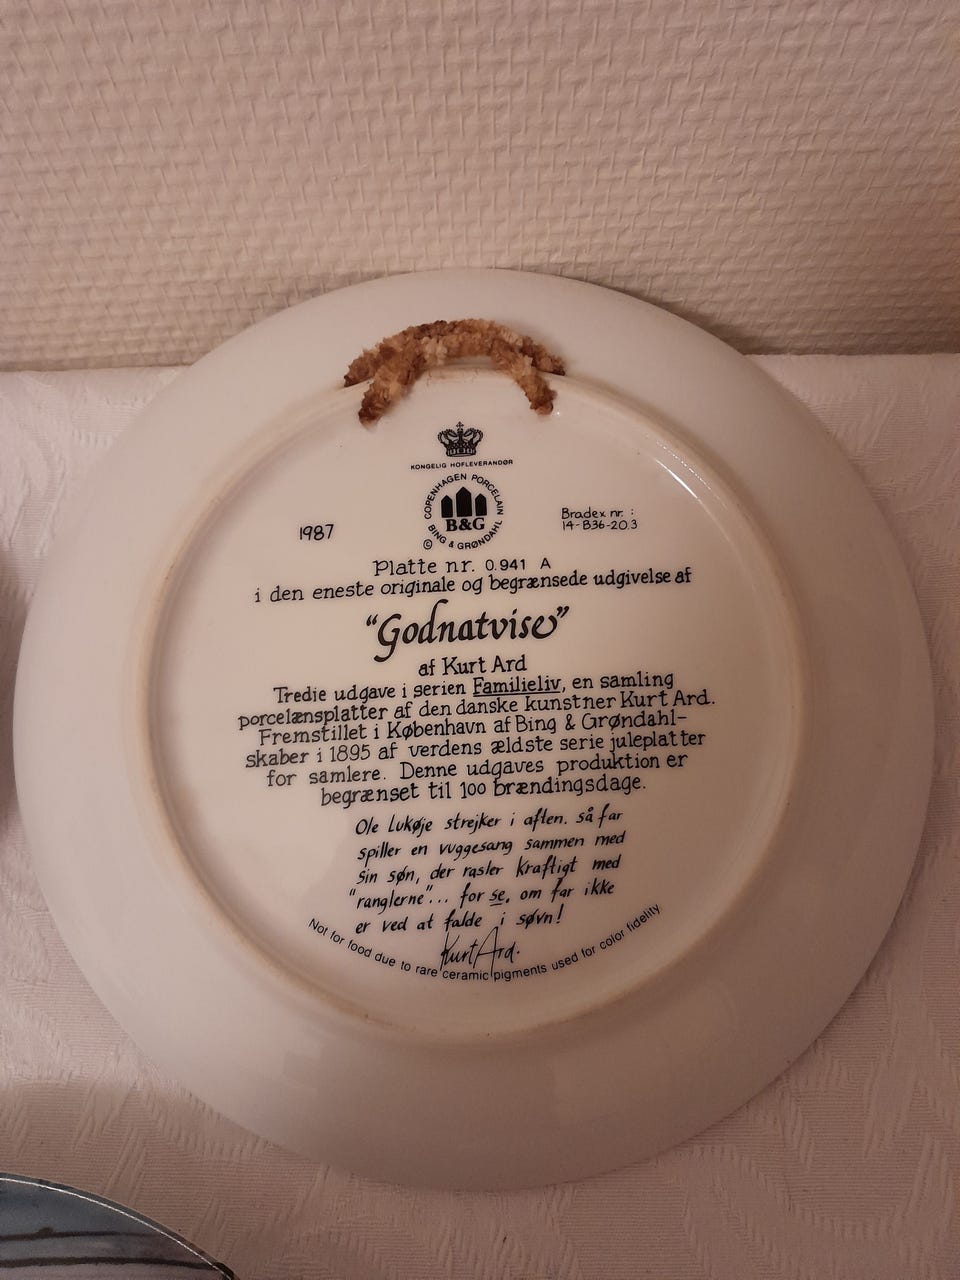 KONGELIG HOFLEVERANDØR
COPENHAGEN PORCELAIN
B&G
© BING & GRØNDAHL
1987
Bradex nr. :
14-B36-20.3
Platte nr. 0.941 A
i den eneste originale og begrænsede udgivelse af
"Godnatvise"
af Kurt Ard
Tredie udgave i serien Familieliv, en samling
porcelænsplatter af den danske kunstner Kurt Ard.
Fremstillet i København af Bing & Grøndahl-
skaber i 1895 af verdens ældste serie juleplatter
for samlere. Denne udgaves produktion er
begrænset til 100 brændingsdage.
Ole Lukøje strejker i aften. så far
spiller en vuggesang sammen med
sin søn, der rasler kraftigt med
"ranglerne"... for se, om far ikke
er ved at falde i søvn!
Kurt Ard.
Not for food due to rare ceramic pigments used for color fidelity